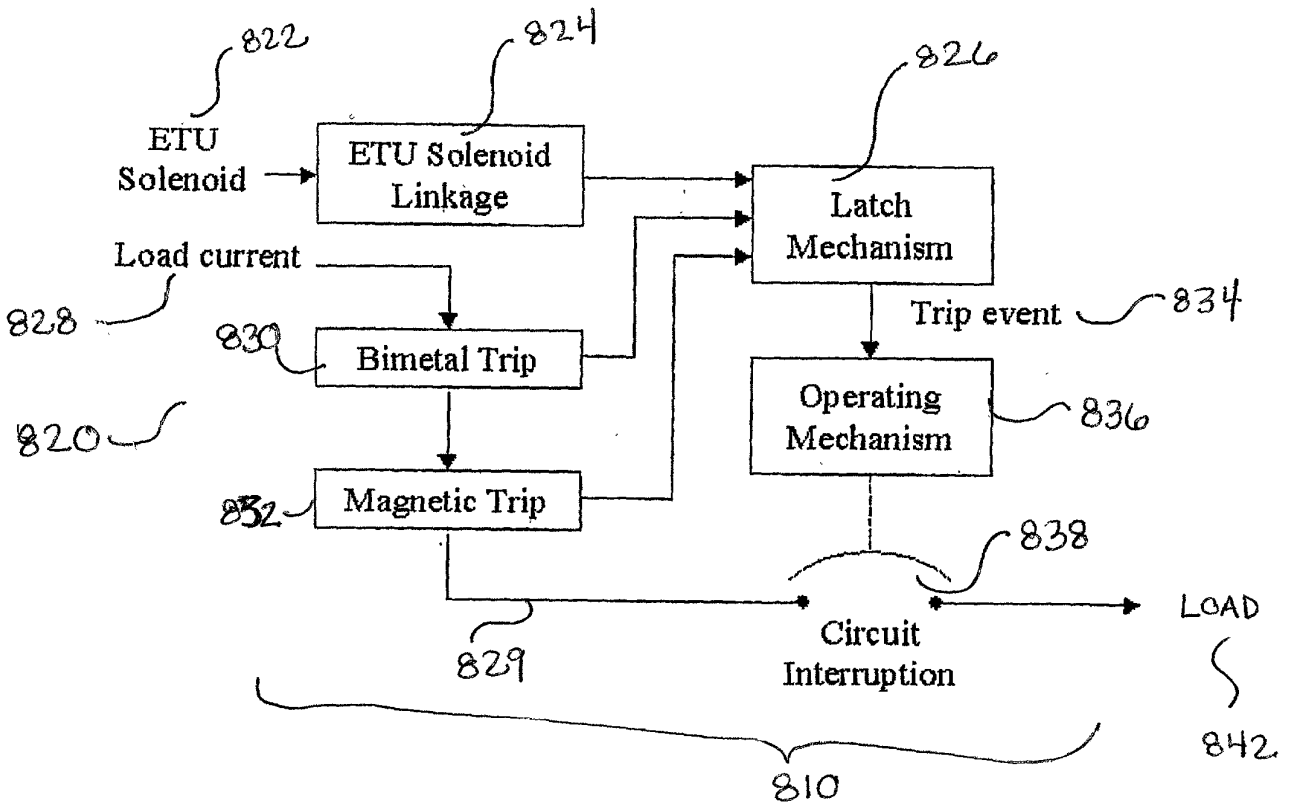 822
824
826
ETU
Solenoid
ETU Solenoid
Linkage
Latch
Mechanism
Load current
828
834
Trip event
830
Bimetal Trip
Operating
Mechanism
836
820
832
Magnetic Trip
838
829
Circuit
Interruption
LOAD
842
810